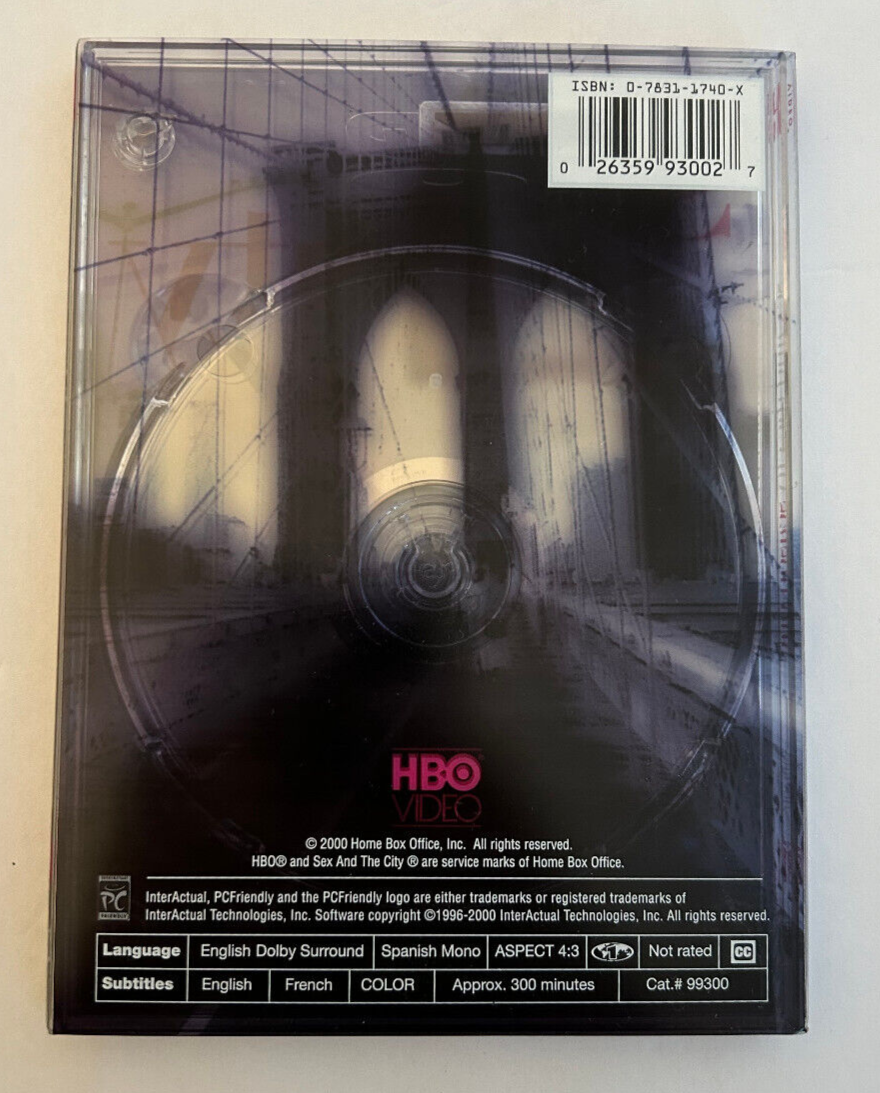 ISBN: 0-7831-1740-X
0 26359 93002 7
HBO®
VIDEO
© 2000 Home Box Office, Inc. All rights reserved.
HBO® and Sex And The City ® are service marks of Home Box Office.
PC
InterActual, PCFriendly and the PCFriendly logo are either trademarks or registered trademarks of
InterActual Technologies, Inc. Software copyright ©1996-2000 InterActual Technologies, Inc. All rights reserved.
Language English Dolby Surround Spanish Mono ASPECT 4:3 1 Not rated CC
Subtitles English French COLOR Approx. 300 minutes Cat.# 99300